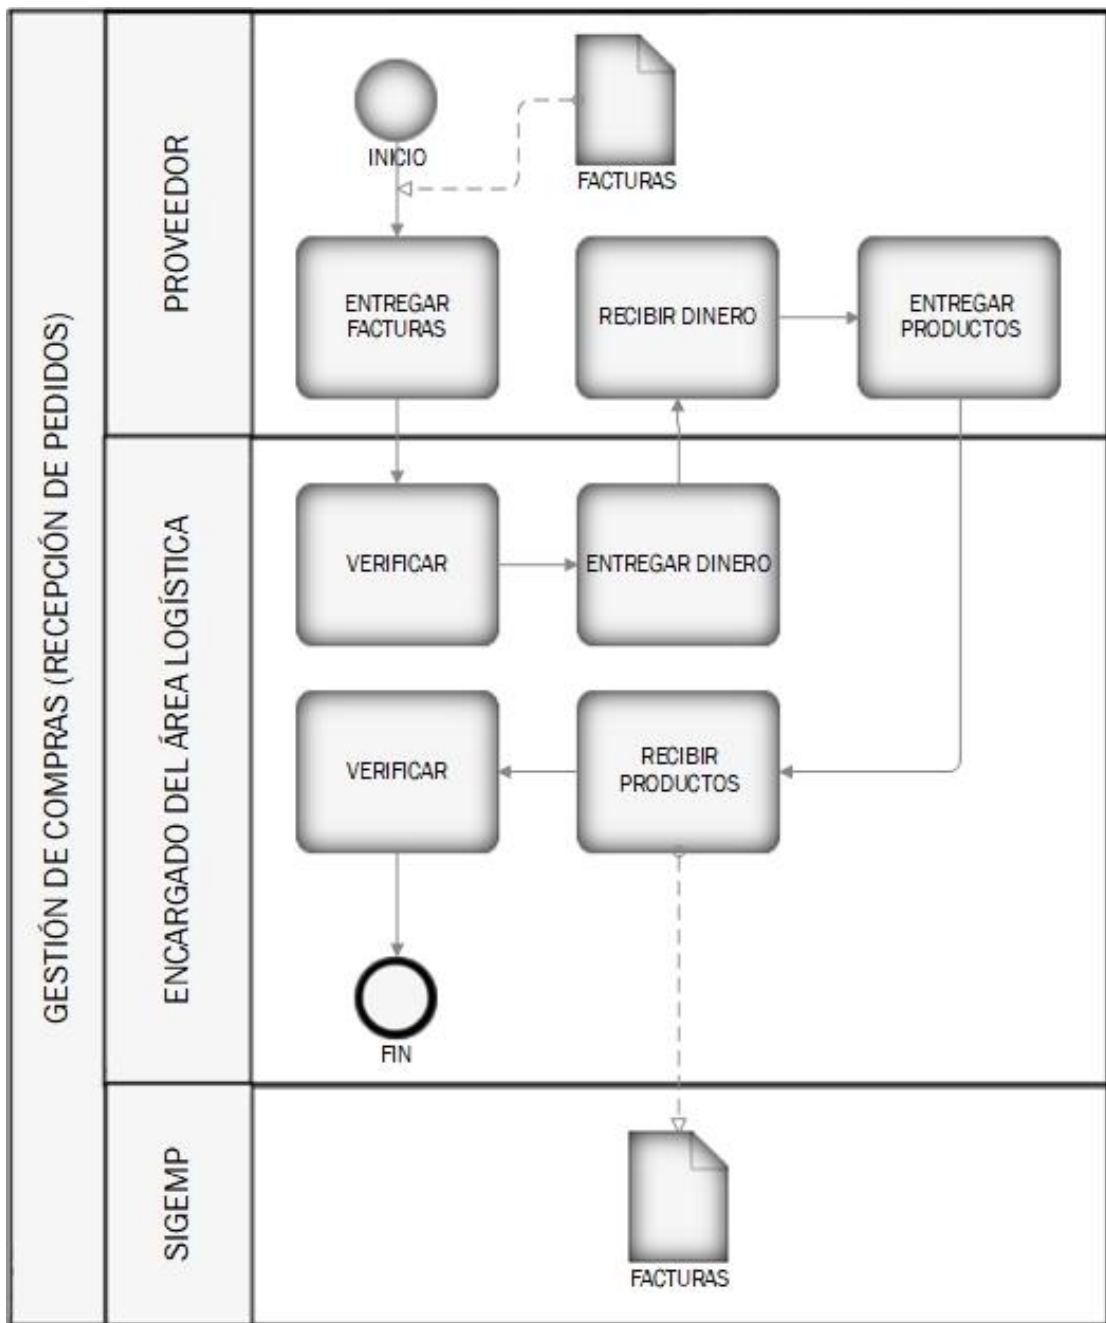 GESTIÓN DE COMPRAS (RECEPCIÓN DE PEDIDOS)
PROVEEDOR
INICIO
FACTURAS
ENTREGAR
FACTURAS
RECIBIR DINERO
ENTREGAR
PRODUCTOS
ENCARGADO DEL ÁREA LOGÍSTICA
VERIFICAR
ENTREGAR DINERO
VERIFICAR
RECIBIR
PRODUCTOS
FIN
SIGEMP
FACTURAS